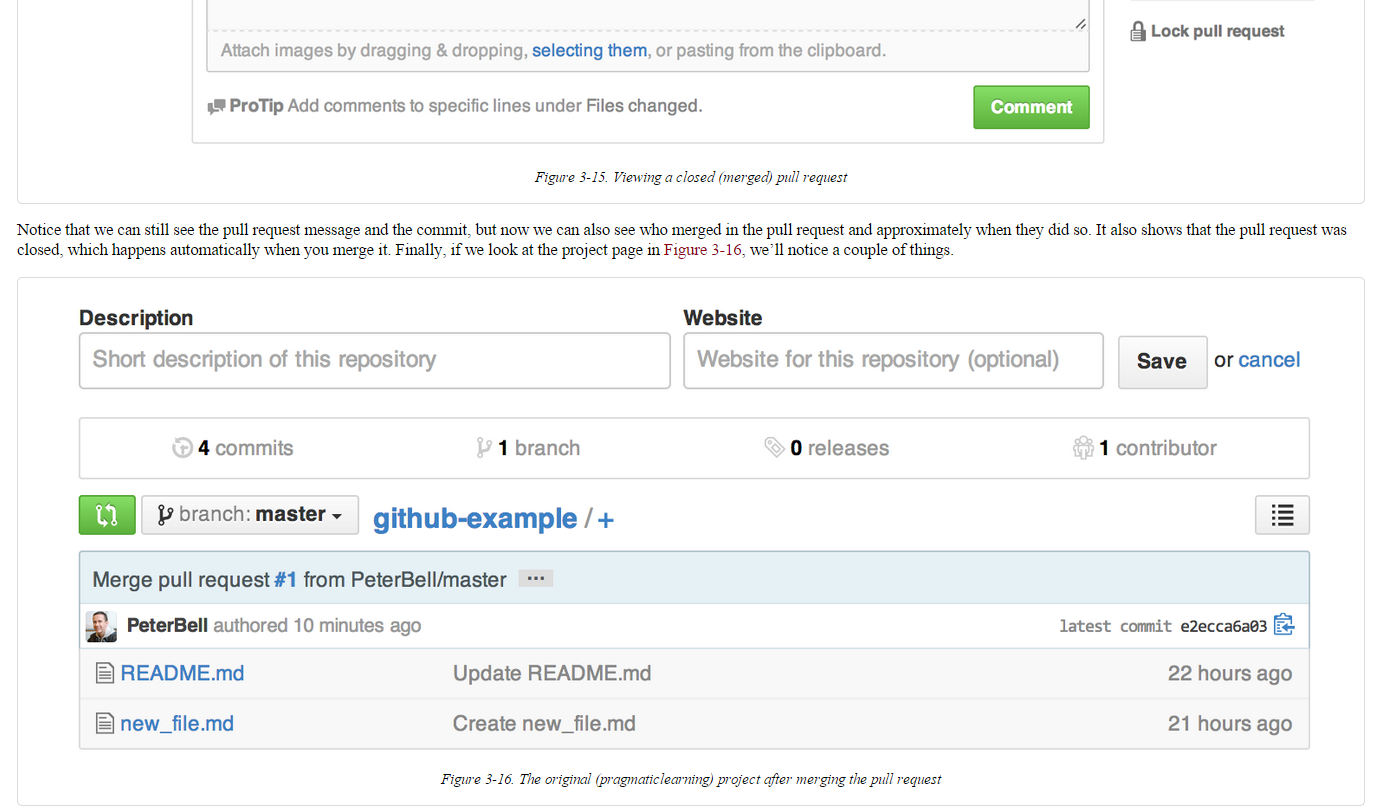 Lock pull request
Attach images by dragging & dropping, selecting them, or pasting from the clipboard.
ProTip Add comments to specific lines under Files changed.
Comment
Figure 3-15. Viewing a closed (merged) pull request
Notice that we can still see the pull request message and the commit, but now we can also see who merged in the pull request and approximately when they did so. It also shows that the pull request was
closed, which happens automatically when you merge it. Finally, if we look at the project page in Figure 3-16, we’ll notice a couple of things.
Description Website
Short description of this repository Website for this repository (optional) Save or cancel
4 commits 1 branch 0 releases 1 contributor
branch: master github-example / +
Merge pull request #1 from PeterBell/master ...
PeterBell authored 10 minutes ago latest commit e2ecca6a03
README.md Update README.md 22 hours ago
new_file.md Create new_file.md 21 hours ago
Figure 3-16. The original (pragmaticlearning) project after merging the pull request